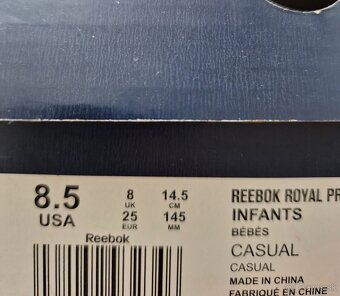 8.5 8 14.5 REEBOK ROYAL PR
USA UK CM INFANTS
25 145 BÉBÉS
EUR MM CASUAL
Reebok CASUAL
MADE IN CHINA
FABRIQUÉ EN CHINE